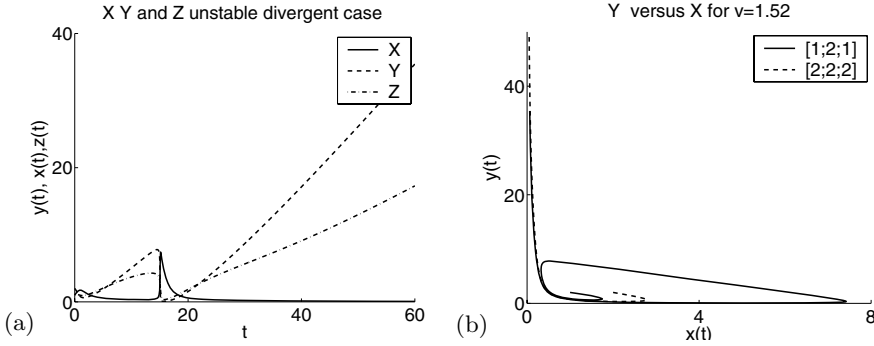 X Y and Z unstable divergent case
40
20
0
0
20
40
60
y(t), x(t),z(t)
t
X
Y
Z
(a)
Y versus X for v=1.52
40
20
0
0
4
8
y(t)
x(t)
[1;2;1]
[2;2;2]
(b)